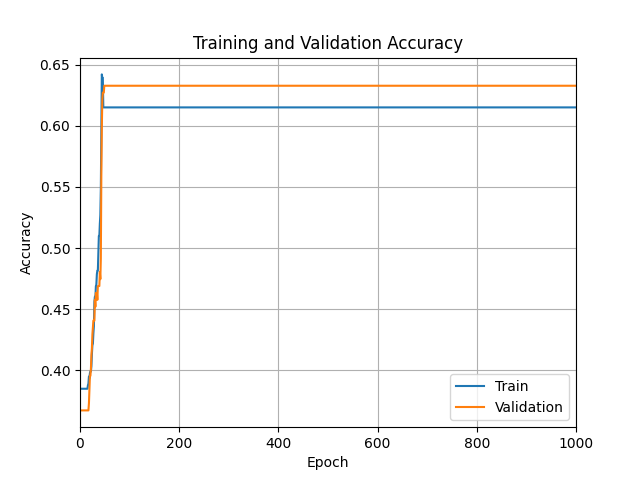 Training and Validation Accuracy
0.65
0.60
0.55
0.50
0.45
0.40
Accuracy
0 200 400 600 800 1000
Epoch
Train
Validation